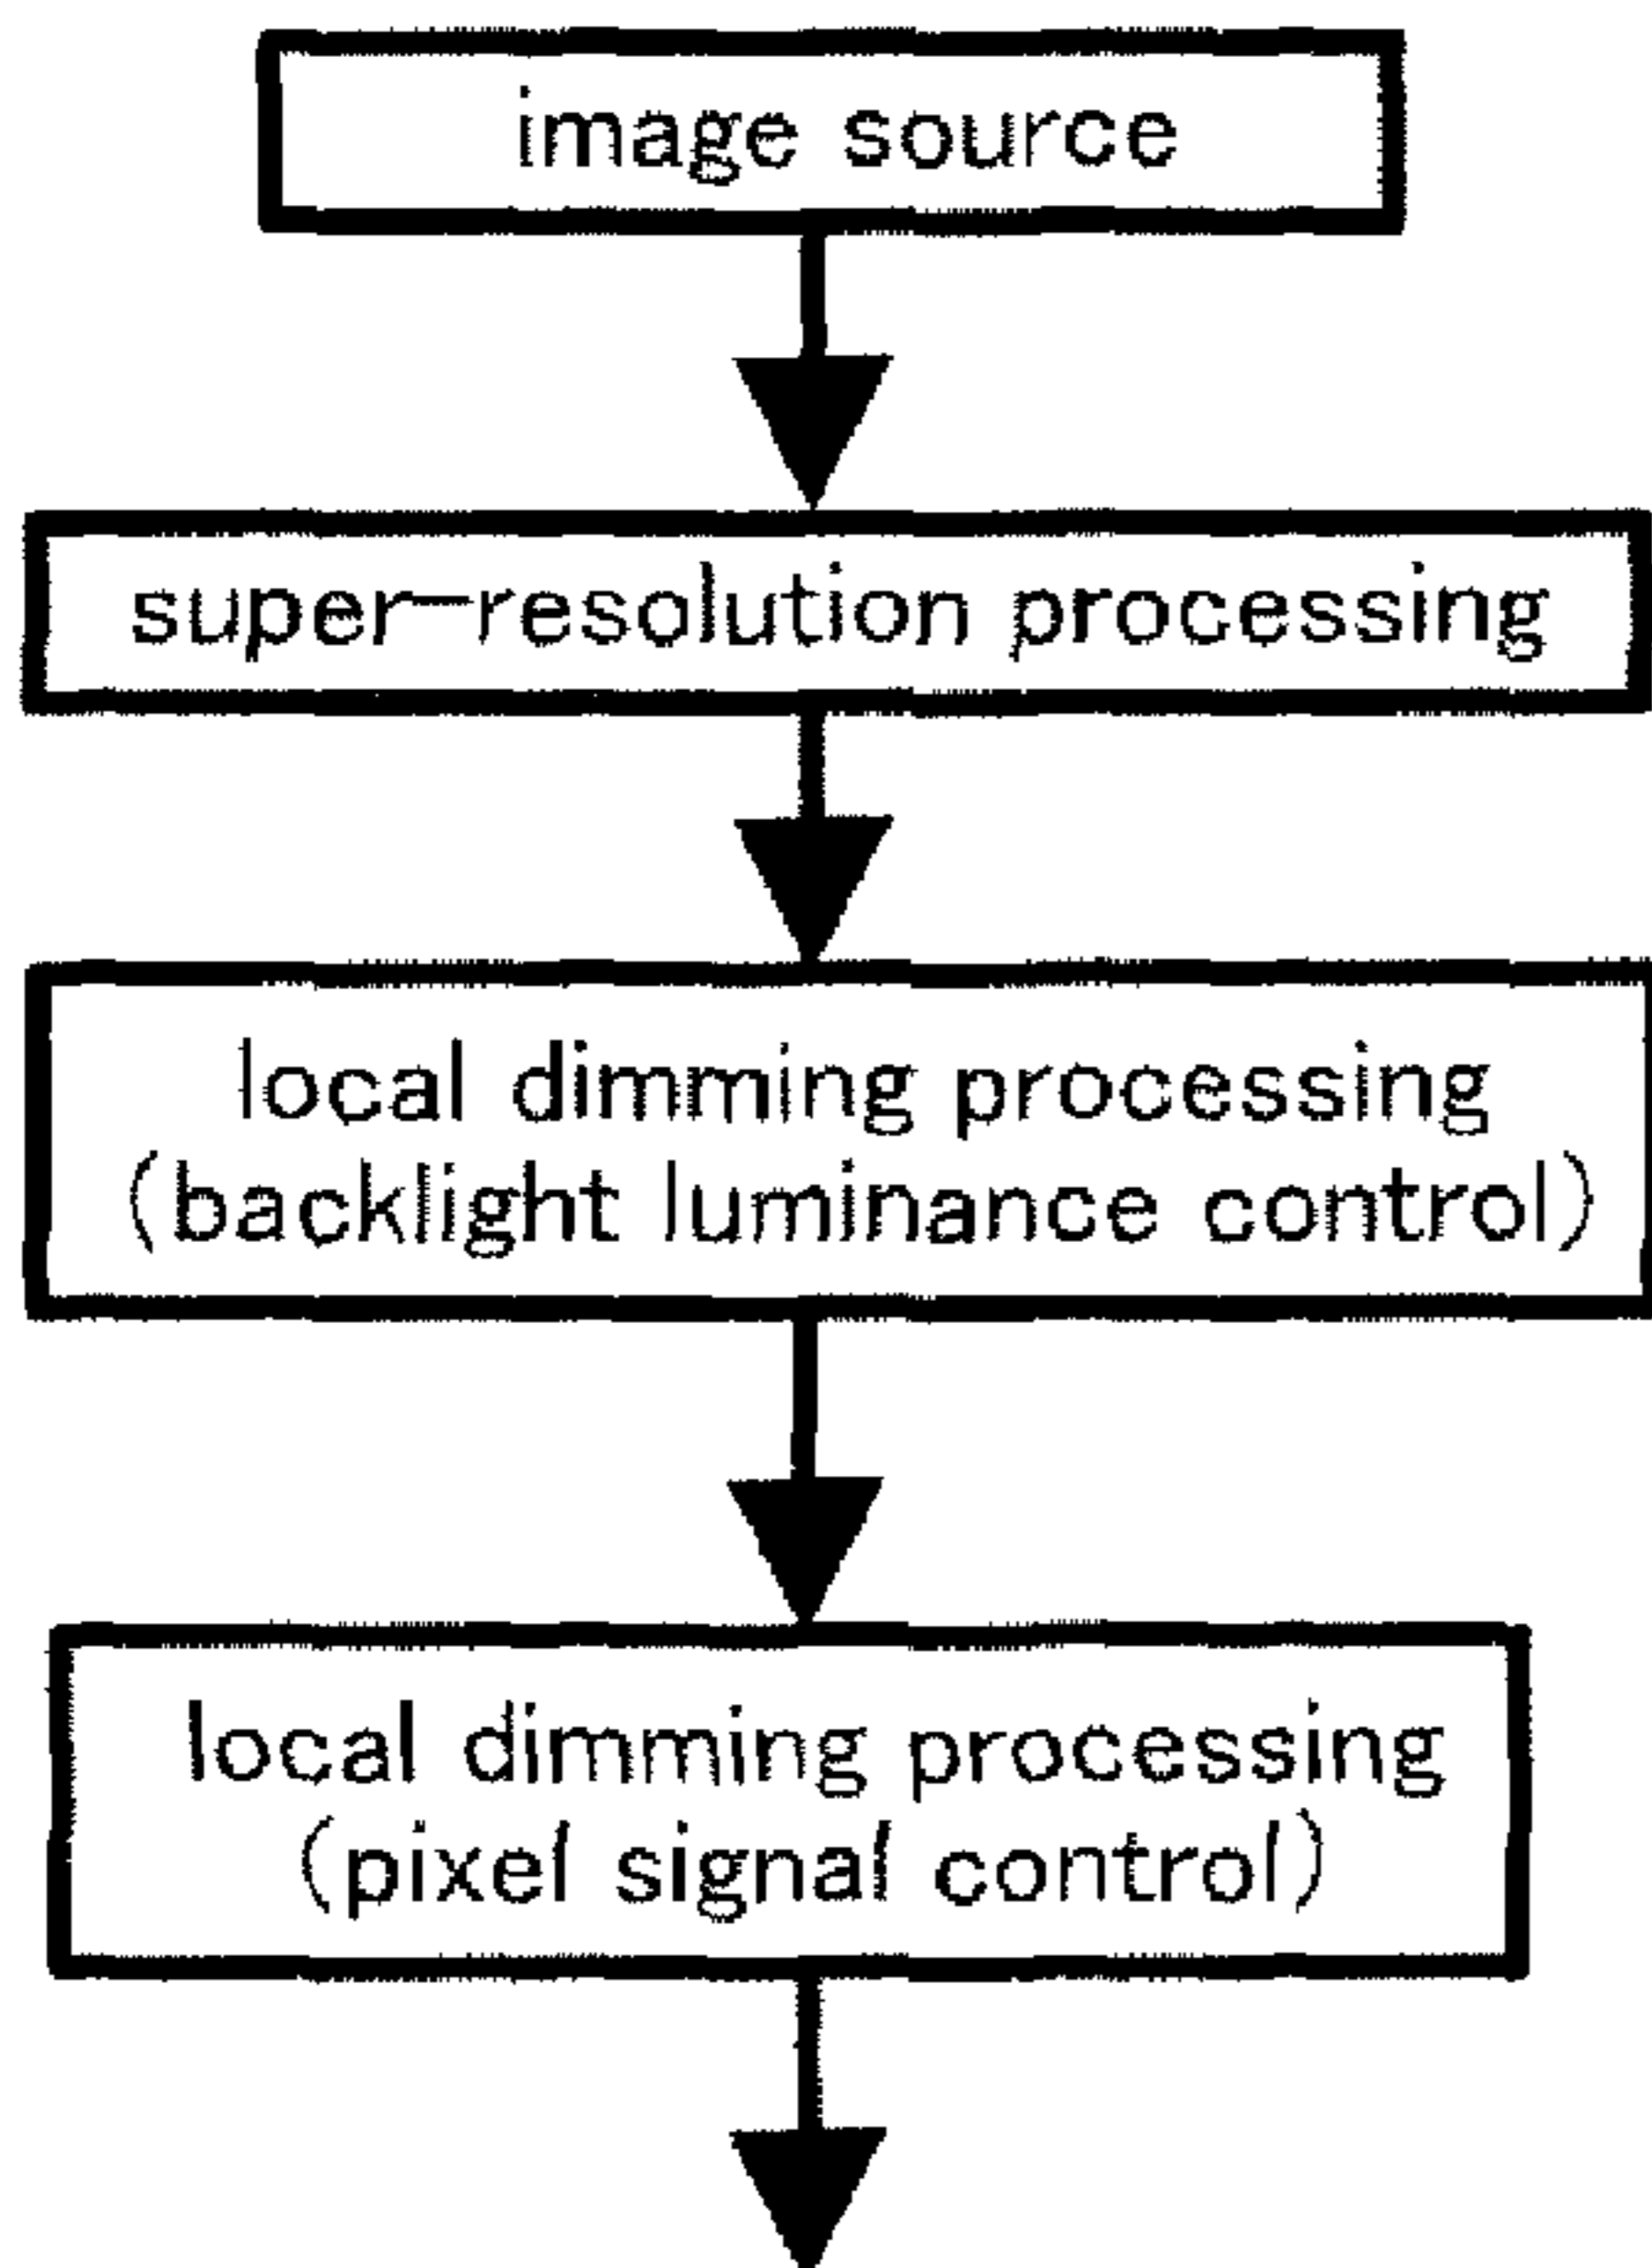 image source
super-resolution processing
local dimming processing
(backlight luminance control)
local dimming processing
(pixel signal control)